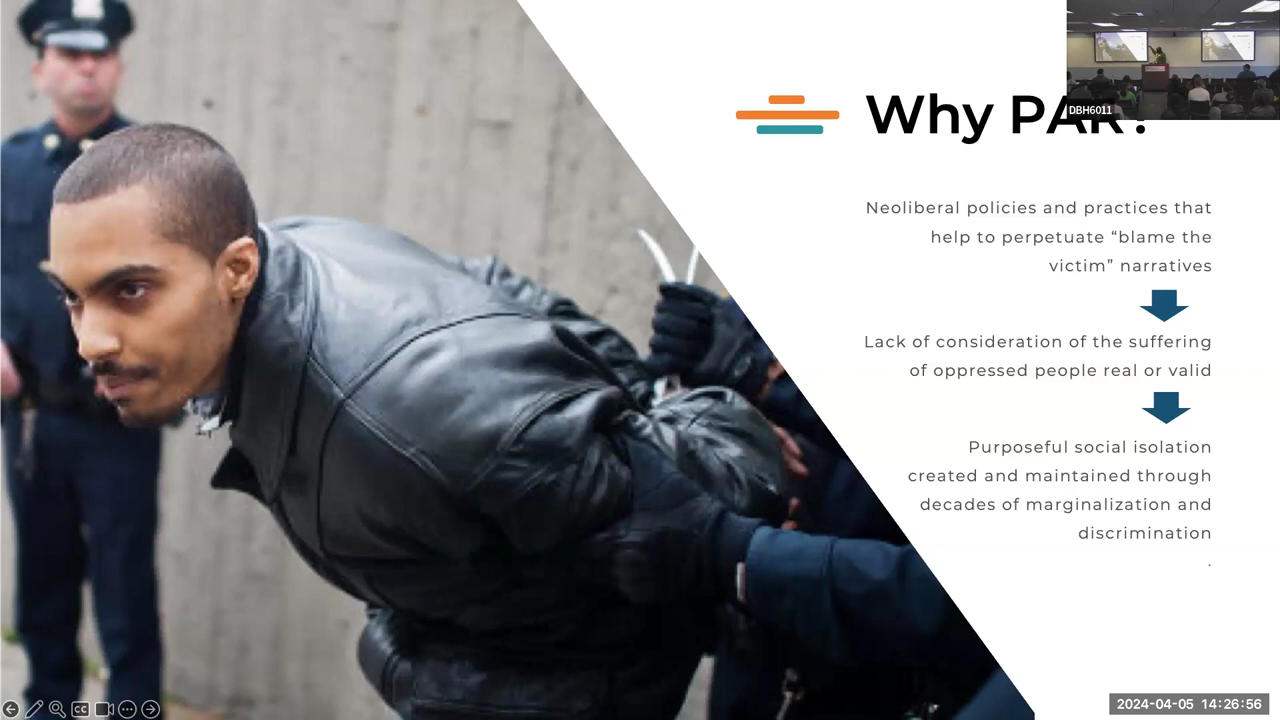 DBH6011
Why PAR?
Neoliberal policies and practices that
help to perpetuate “blame the
victim” narratives
Lack of consideration of the suffering
of oppressed people real or valid
Purposeful social isolation
created and maintained through
decades of marginalization and
discrimination
.
CC
2024-04-05 14:26:56